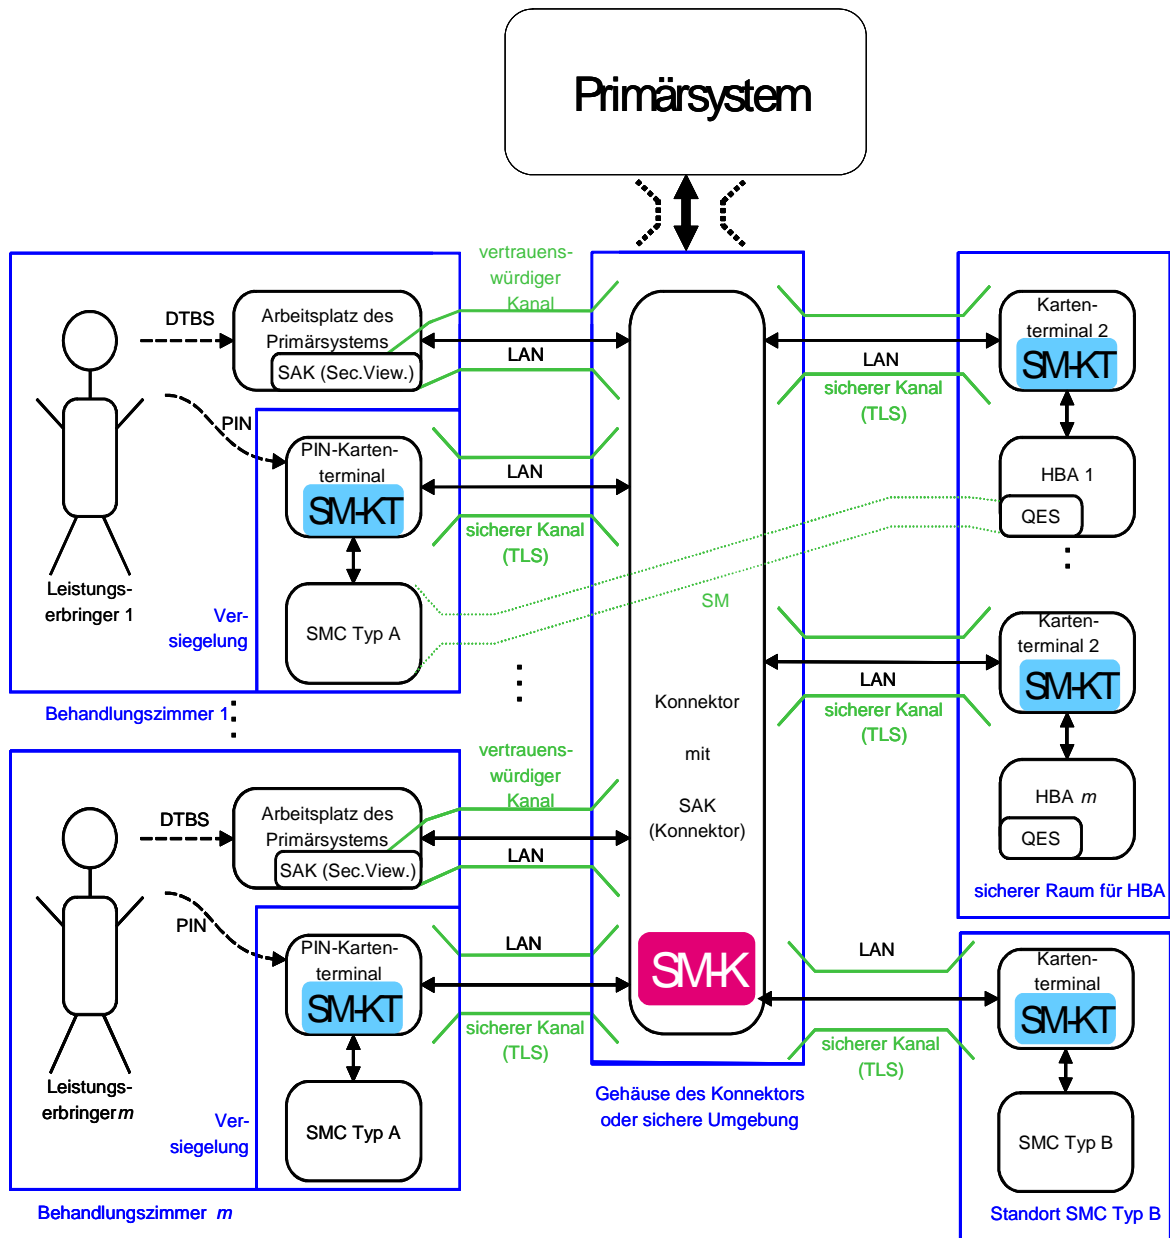 Primärsystem
vertrauens-
würdiger
Kanal
DTBS
Arbeitsplatz des
Primärsystems
SAK (Sec.View.)
LAN
PIN
PIN-Karten-
terminal
SM-KT
LAN
sicherer Kanal
(TLS)
Leistungs-
erbringer 1
Ver-
siegelung
SMC Typ A
Behandlungszimmer 1
Karten-
terminal 2
SM-KT
LAN
sicherer Kanal
(TLS)
HBA 1
QES
SM
Karten-
terminal 2
SM-KT
LAN
sicherer Kanal
(TLS)
HBA m
QES
sicherer Raum für HBA
Konnektor
mit
SAK
(Konnektor)
SM-K
Gehäuse des Konnektors
oder sichere Umgebung
vertrauens-
würdiger
Kanal
DTBS
Arbeitsplatz des
Primärsystems
SAK (Sec.View.)
LAN
PIN
PIN-Karten-
terminal
SM-KT
LAN
sicherer Kanal
(TLS)
Leistungs-
erbringer m
Ver-
siegelung
SMC Typ A
Behandlungszimmer m
LAN
Karten-
terminal
SM-KT
sicherer Kanal
(TLS)
SMC Typ B
Standort SMC Typ B